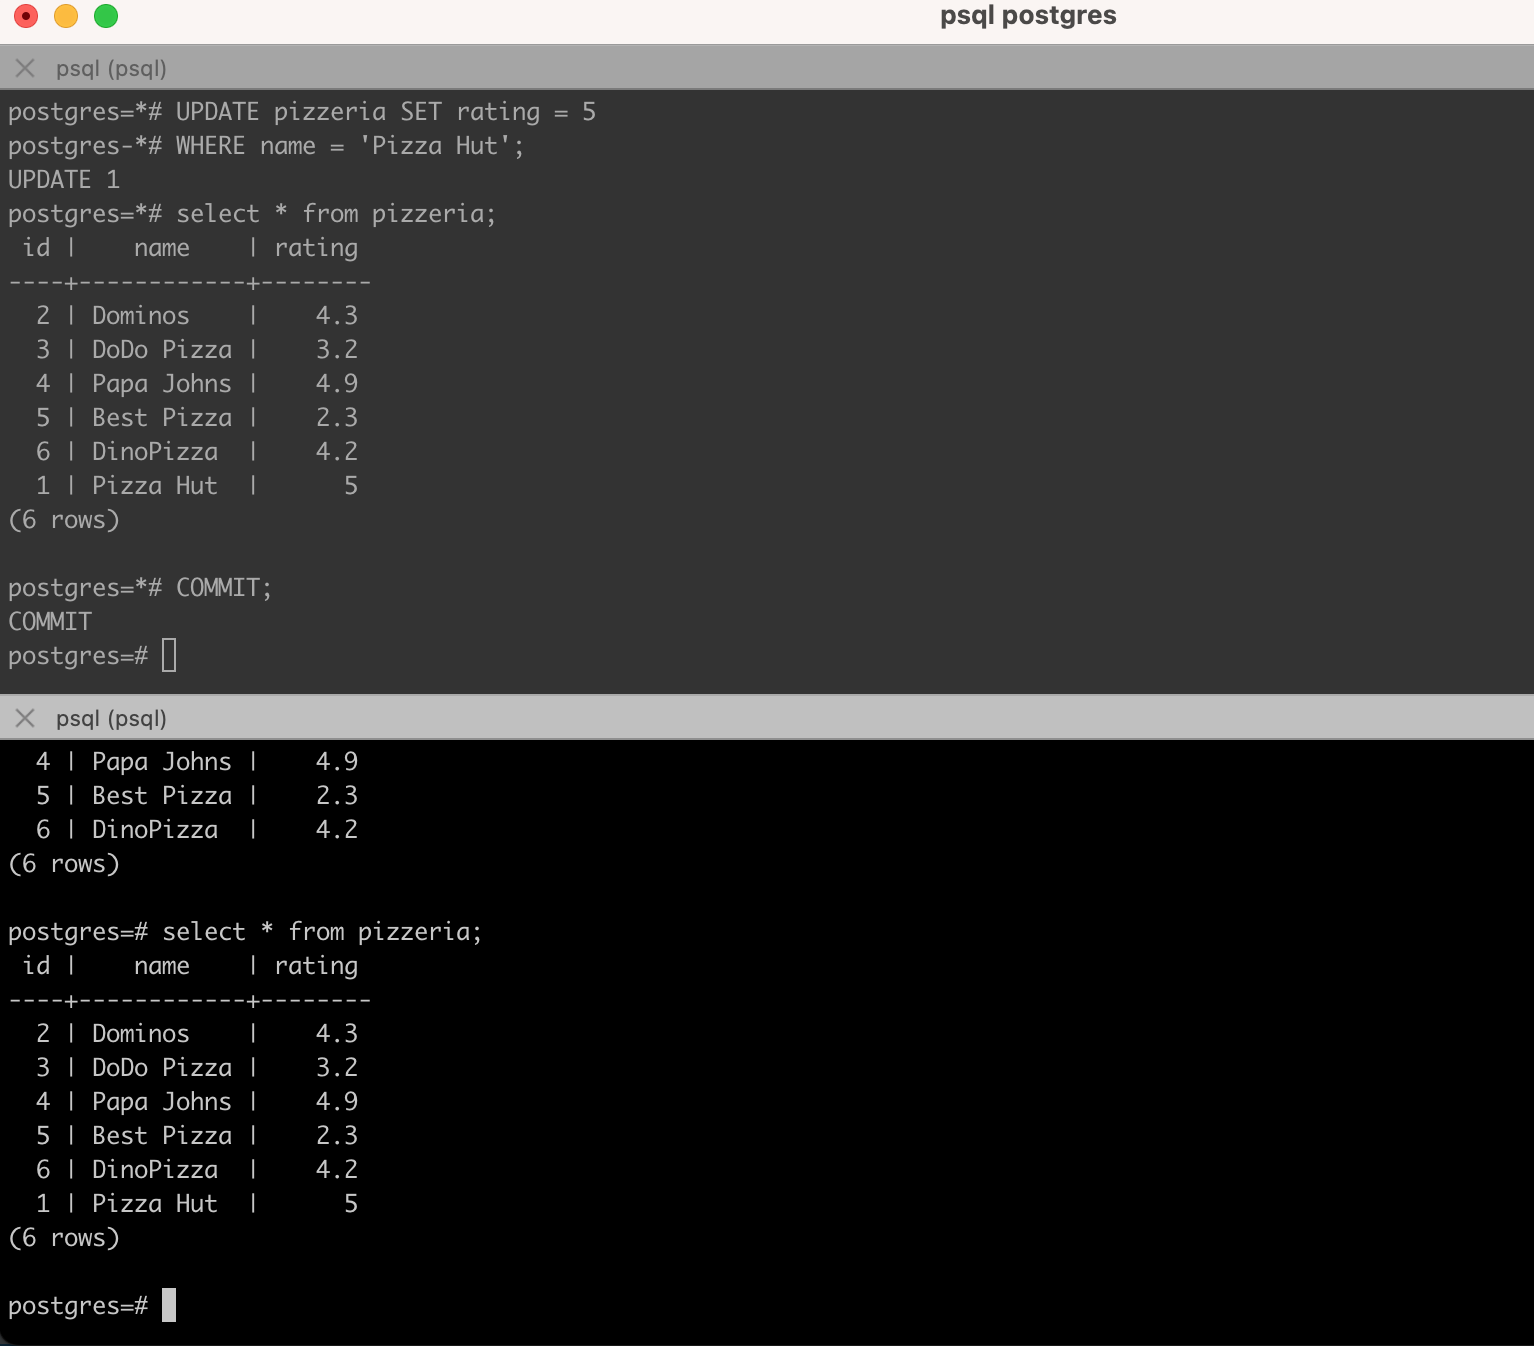 psql postgres
psql (psql)
postgres=*# UPDATE pizzeria SET rating = 5
postgres-*# WHERE name = 'Pizza Hut';
UPDATE 1
postgres=*# select * from pizzeria;
 id |    name    | rating
----+------------+--------
  2 | Dominos    |    4.3
  3 | DoDo Pizza |    3.2
  4 | Papa Johns |    4.9
  5 | Best Pizza |    2.3
  6 | DinoPizza  |    4.2
  1 | Pizza Hut  |      5
(6 rows)
postgres=*# COMMIT;
COMMIT
postgres=#
psql (psql)
  4 | Papa Johns |    4.9
  5 | Best Pizza |    2.3
  6 | DinoPizza  |    4.2
(6 rows)
postgres=# select * from pizzeria;
 id |    name    | rating
----+------------+--------
  2 | Dominos    |    4.3
  3 | DoDo Pizza |    3.2
  4 | Papa Johns |    4.9
  5 | Best Pizza |    2.3
  6 | DinoPizza  |    4.2
  1 | Pizza Hut  |      5
(6 rows)
postgres=#